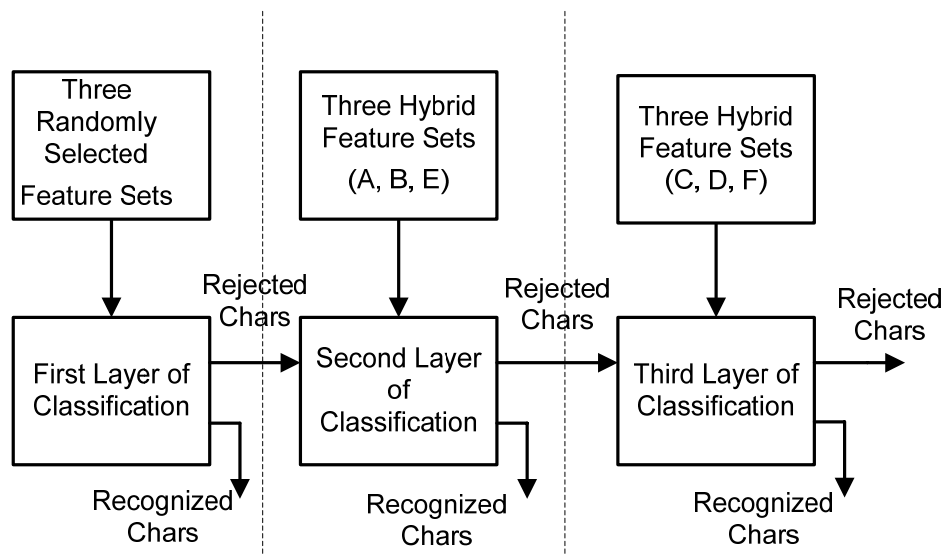 Three
Randomly
Selected
Feature Sets
Three Hybrid
Feature Sets
(A, B, E)
Three Hybrid
Feature Sets
(C, D, F)
Rejected
Chars
Rejected
Chars
Rejected
Chars
First Layer of
Classification
Second Layer
of
Classification
Third Layer of
Classification
Recognized
Chars
Recognized
Chars
Recognized
Chars